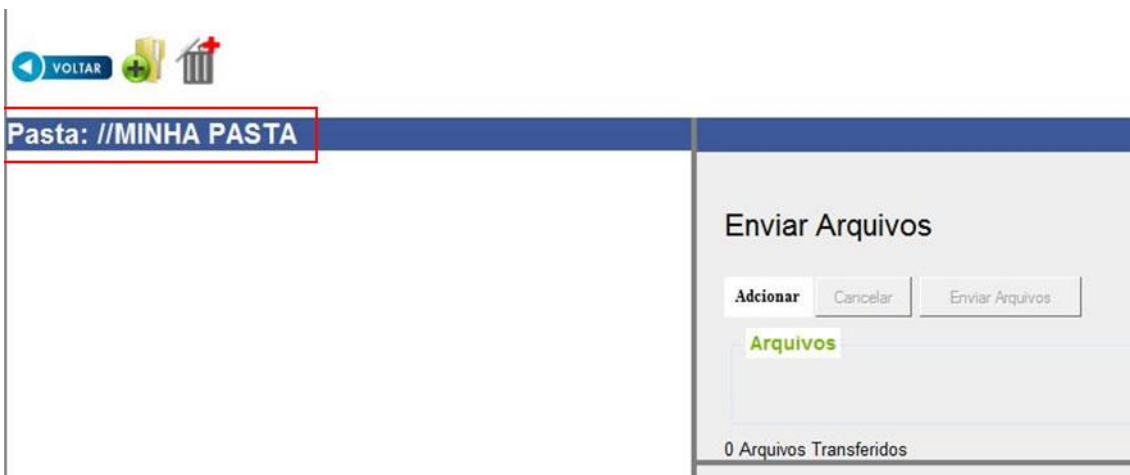 VOLTAR
Pasta: //MINHA PASTA
Enviar Arquivos
Adcionar Cancelar Enviar Arquivos
Arquivos
0 Arquivos Transferidos